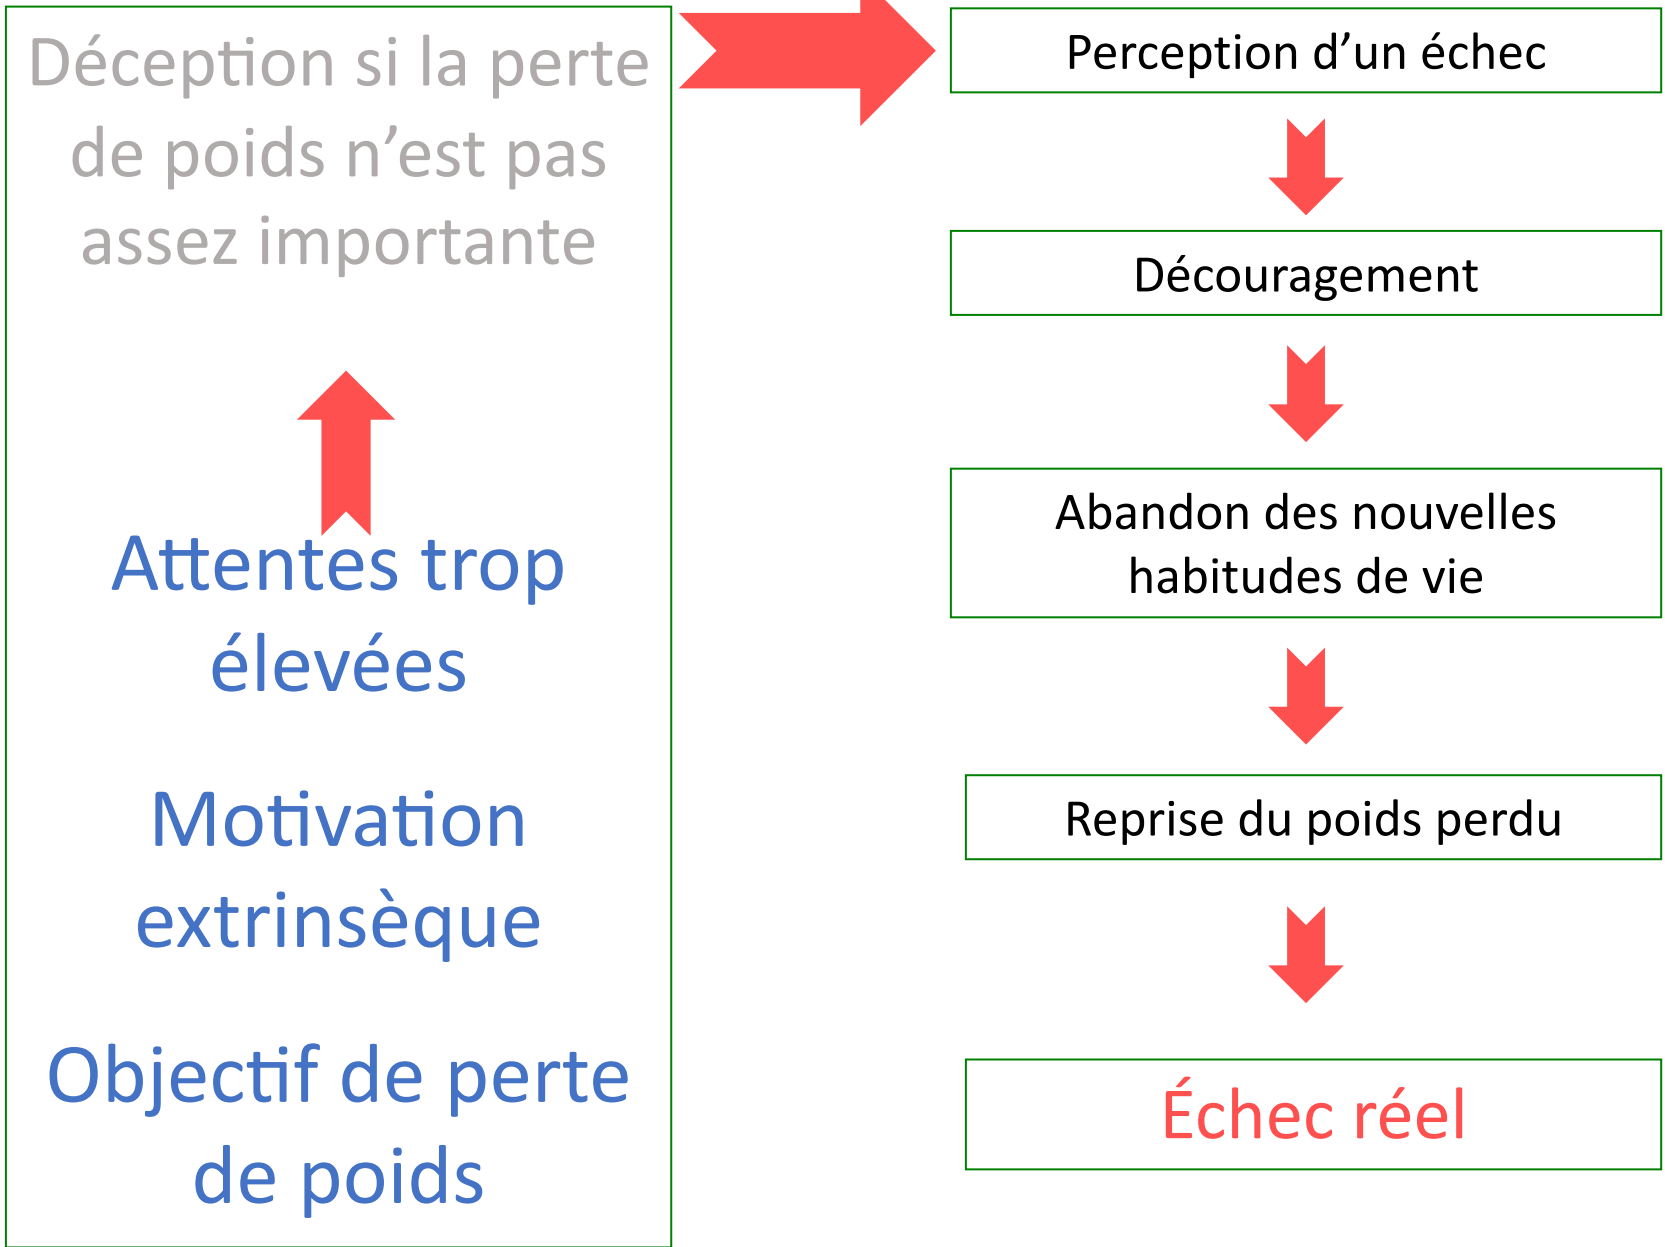 Déception si la perte
de poids n’est pas
assez importante
Attentes trop
élevées
Motivation
extrinsèque
Objectif de perte
de poids
Perception d’un échec
Découragement
Abandon des nouvelles
habitudes de vie
Reprise du poids perdu
Échec réel